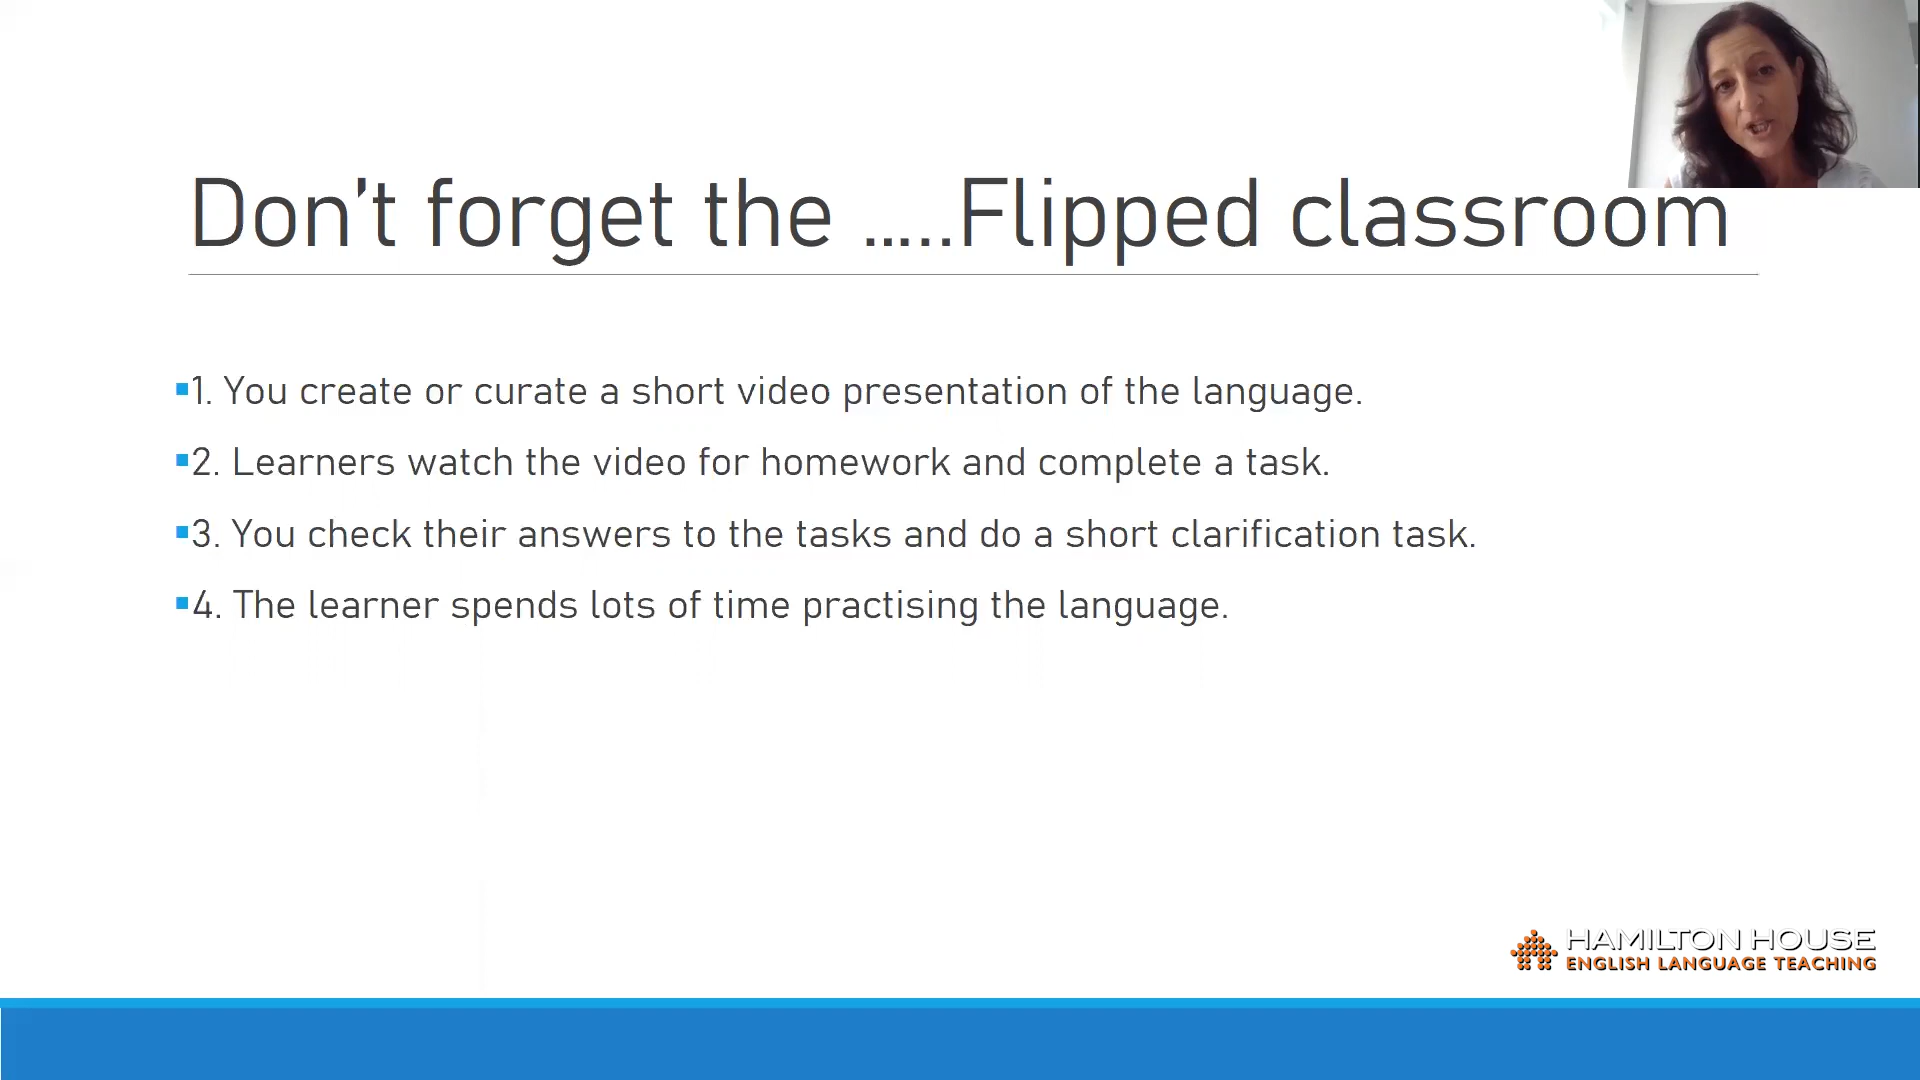 Don't forget the .....Flipped classroom
1. You create or curate a short video presentation of the language.
2. Learners watch the video for homework and complete a task.
3. You check their answers to the tasks and do a short clarification task.
4. The learner spends lots of time practising the language.
HAMILTON HOUSE
ENGLISH LANGUAGE TEACHING